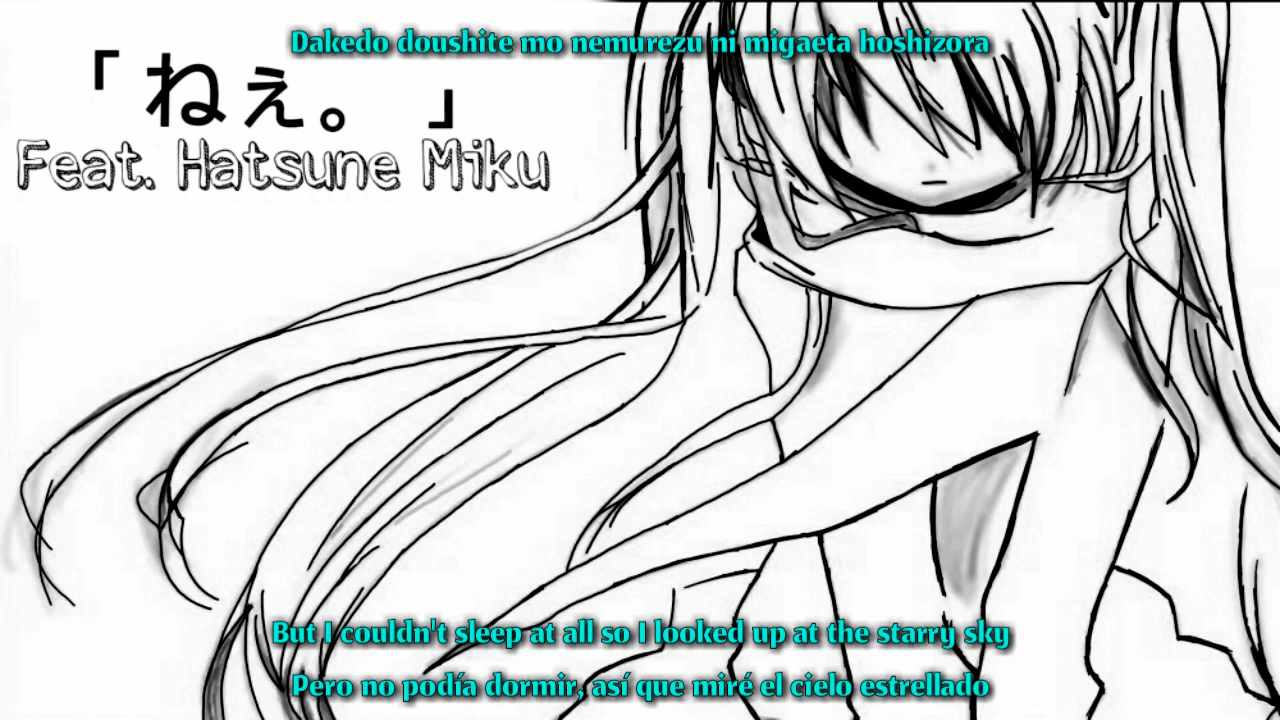 Dakedo doushite mo nemurezu ni migaeta hoshizora
「ねぇ。」
Feat. Hatsune Miku
But I couldn't sleep at all so I looked up at the starry sky
Pero no podía dormir, así que miré el cielo estrellado